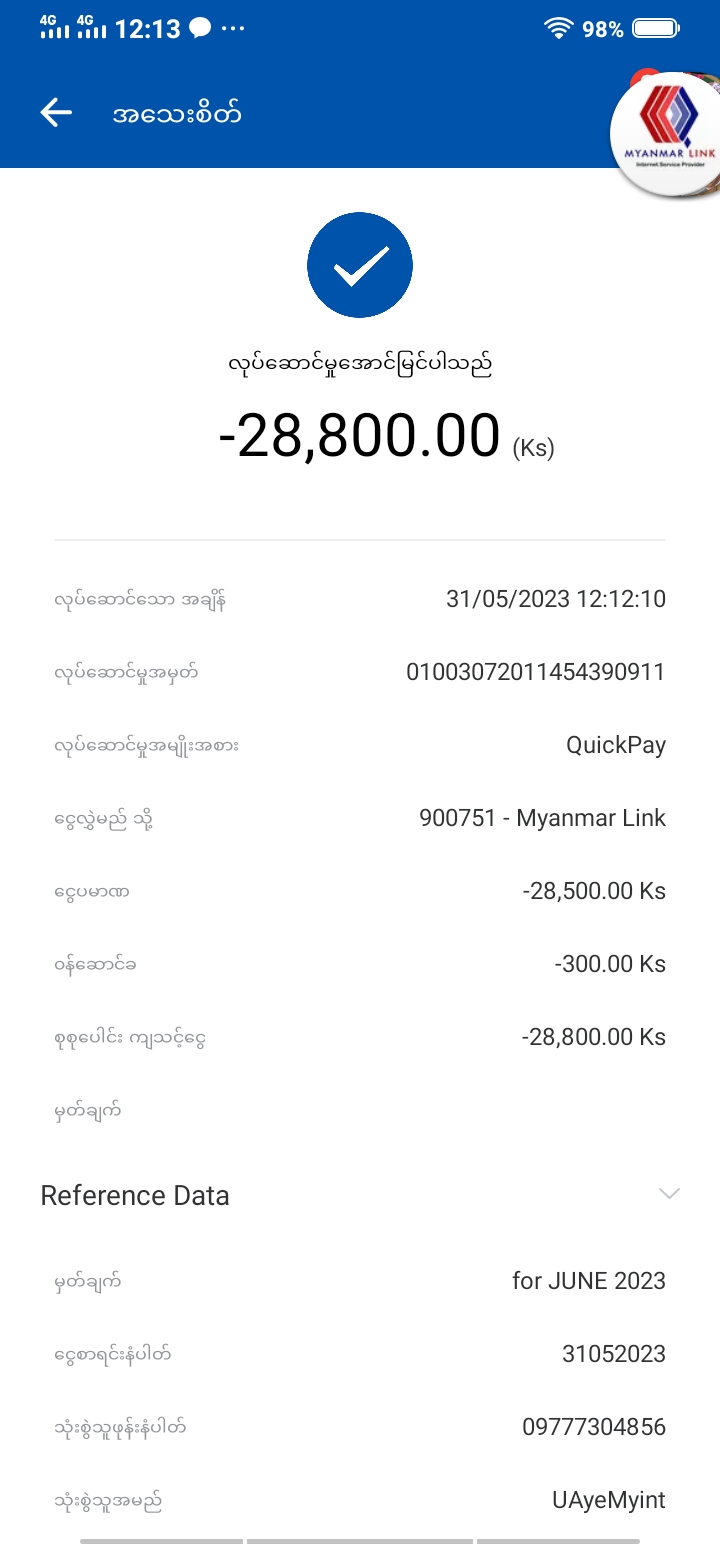 4G 4G 12:13 98%
အသေးစိတ်
MYANMAR LINK
Internet Service Provider
လုပ်ဆောင်မှုအောင်မြင်ပါသည်
-28,800.00 (Ks)
လုပ်ဆောင်သော အချိန် 31/05/2023 12:12:10
လုပ်ဆောင်မှုအမှတ် 01003072011454390911
လုပ်ဆောင်မှုအမျိုးအစား QuickPay
ငွေလွှဲမည် သို့ 900751 - Myanmar Link
ငွေပမာဏ -28,500.00 Ks
ဝန်ဆောင်ခ -300.00 Ks
စုစုပေါင်း ကျသင့်ငွေ -28,800.00 Ks
မှတ်ချက်
Reference Data
မှတ်ချက် for JUNE 2023
ငွေစာရင်းနံပါတ် 31052023
သုံးစွဲသူဖုန်းနံပါတ် 09777304856
သုံးစွဲသူအမည် UAyeMyint